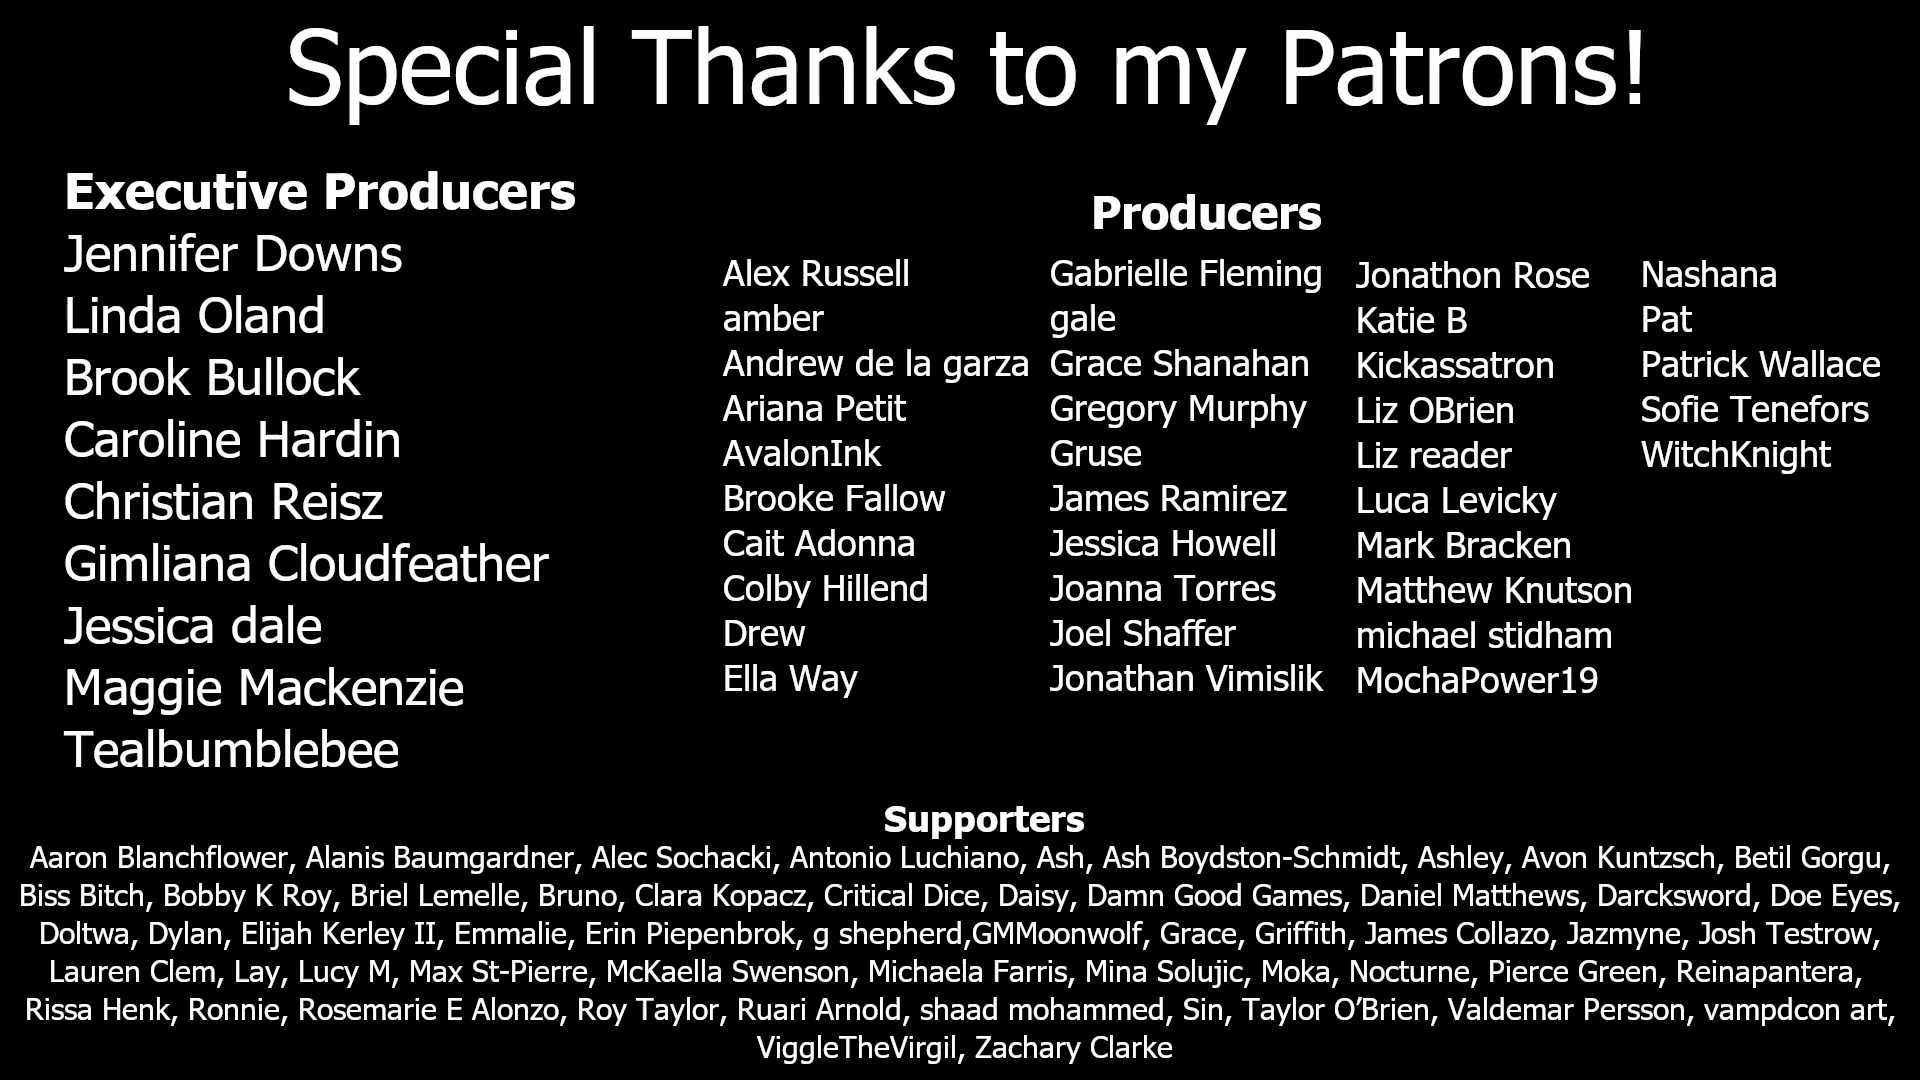 Special Thanks to my Patrons!
Executive Producers
Jennifer Downs
Linda Oland
Brook Bullock
Caroline Hardin
Christian Reisz
Gimliana Cloudfeather
Jessica dale
Maggie Mackenzie
Tealbumblebee
Producers
Alex Russell
amber
Andrew de la garza
Ariana Petit
AvalonInk
Brooke Fallow
Cait Adonna
Colby Hillend
Drew
Ella Way
Gabrielle Fleming
gale
Grace Shanahan
Gregory Murphy
Gruse
James Ramirez
Jessica Howell
Joanna Torres
Joel Shaffer
Jonathan Vimislik
Jonathon Rose
Katie B
Kickassatron
Liz OBrien
Liz reader
Luca Levicky
Mark Bracken
Matthew Knutson
michael stidham
MochaPower19
Nashana
Pat
Patrick Wallace
Sofie Tenefors
WitchKnight
Supporters
Aaron Blanchflower, Alanis Baumgardner, Alec Sochacki, Antonio Luchiano, Ash, Ash Boydston-Schmidt, Ashley, Avon Kuntzsch, Betil Gorgu,
Biss Bitch, Bobby K Roy, Briel Lemelle, Bruno, Clara Kopacz, Critical Dice, Daisy, Damn Good Games, Daniel Matthews, Darcksword, Doe Eyes,
Doltwa, Dylan, Elijah Kerley II, Emmalie, Erin Piepenbrok, g shepherd,GMMoonwolf, Grace, Griffith, James Collazo, Jazmyne, Josh Testrow,
Lauren Clem, Lay, Lucy M, Max St-Pierre, McKaella Swenson, Michaela Farris, Mina Solujic, Moka, Nocturne, Pierce Green, Reinapantera,
Rissa Henk, Ronnie, Rosemarie E Alonzo, Roy Taylor, Ruari Arnold, shaad mohammed, Sin, Taylor O’Brien, Valdemar Persson, vampdcon art,
ViggleTheVirgil, Zachary Clarke